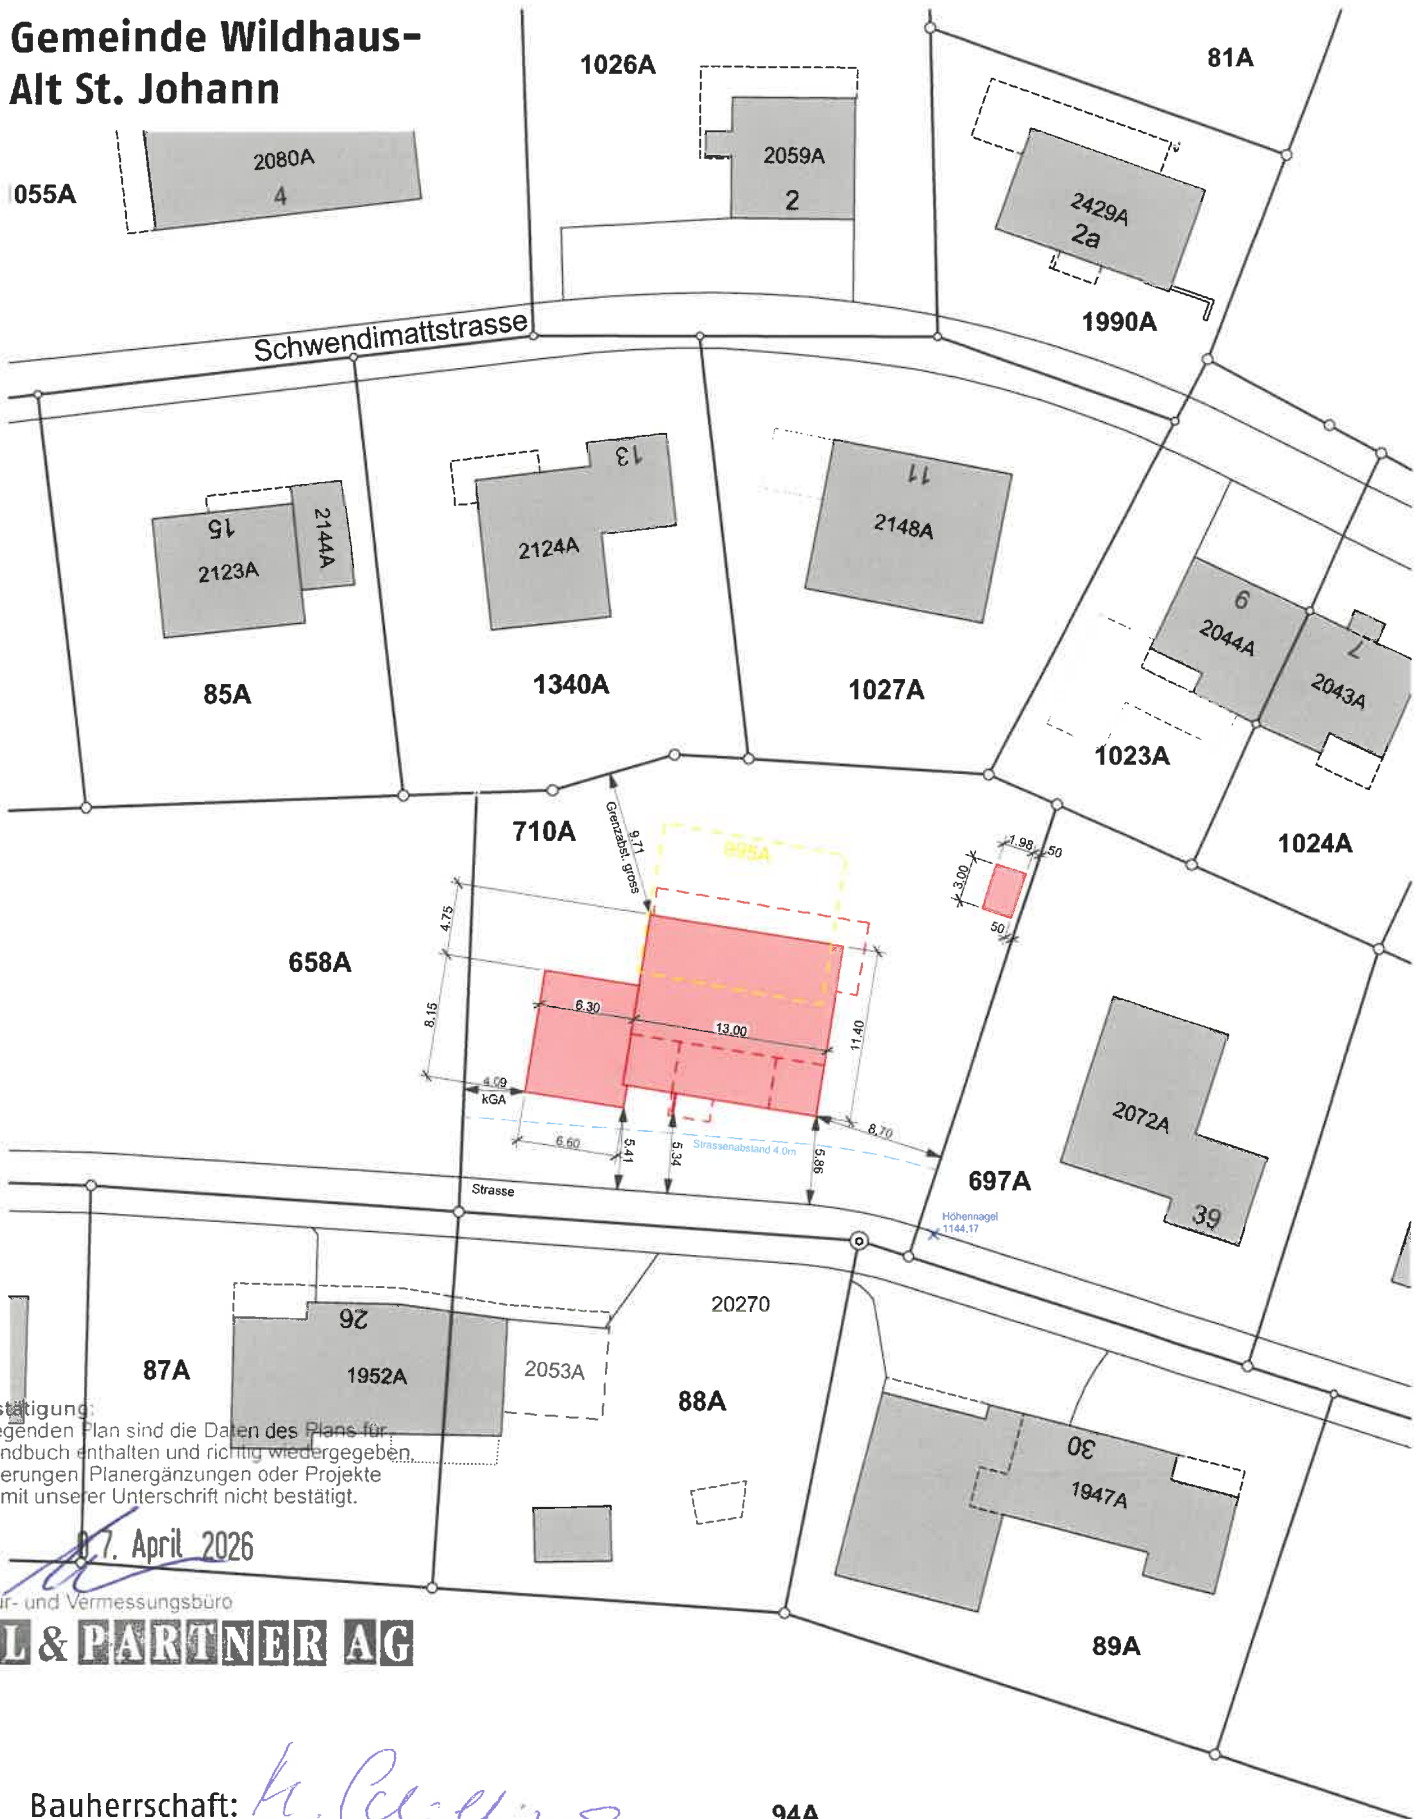 Gemeinde Wildhaus-
Alt St. Johann
1026A
81A
2080A
4
055A
2059A
2
2429A
2a
1990A
Schwendimattstrasse
13
11
15
2144A
2123A
2124A
2148A
9
2044A
7
2043A
85A
1340A
1027A
1023A
1024A
710A
9.71
Grenzabst. gross
895A
1.98
50
3.00
50
4.75
658A
8.15
6.30
13.00
11.40
4.09
kGA
6.60
5.41
5.34
5.86
8.70
Strassenabstand 4.0m
Strasse
2072A
39
697A
Höhennagel
1144.17
26
1952A
2053A
20270
87A
88A
30
1947A
89A
stätigung:
egenden Plan sind die Daten des Plans für
ndbuch enthalten und richtig wiedergegeben,
erungen, Planergänzungen oder Projekte
mit unserer Unterschrift nicht bestätigt.
07. April 2026
ur- und Vermessungsbüro
L & PARTNER AG
Bauherrschaft:
94A